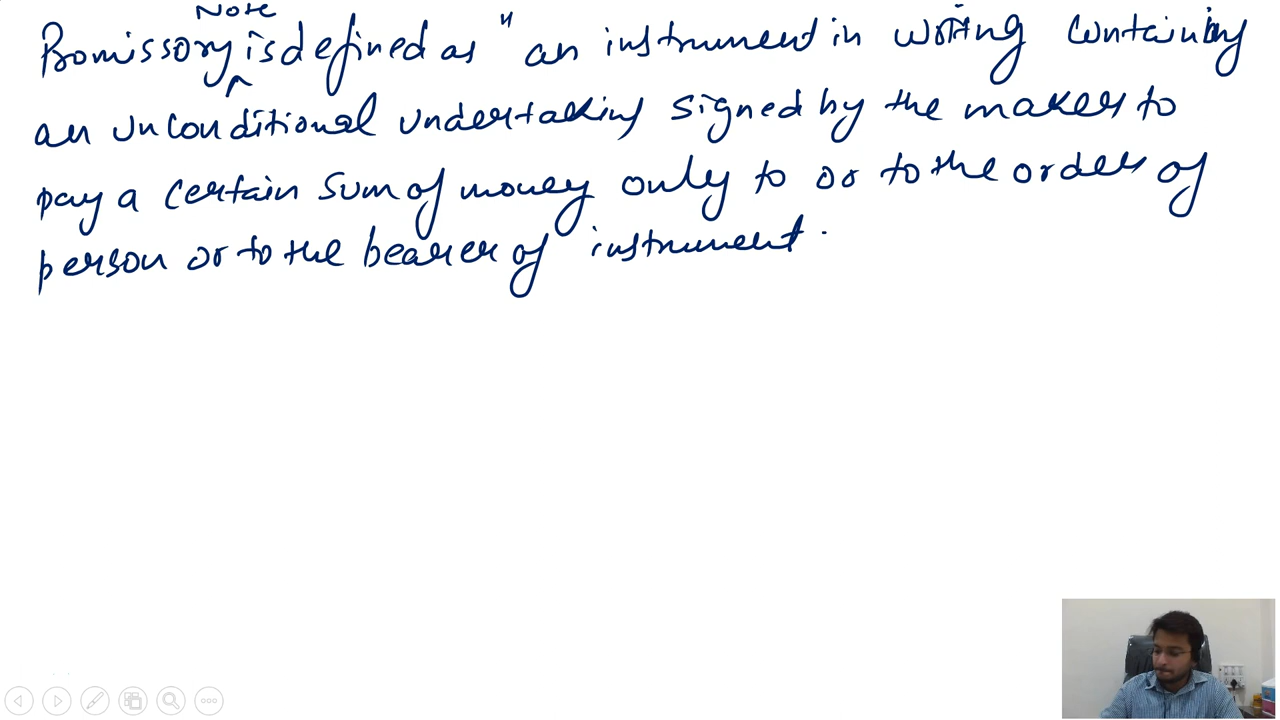 Promissory Note is defined as " an instrument in writing containing
an unconditional undertaking signed by the maker to
pay a certain sum of money only to or to the order of
person or to the bearer of instrument.